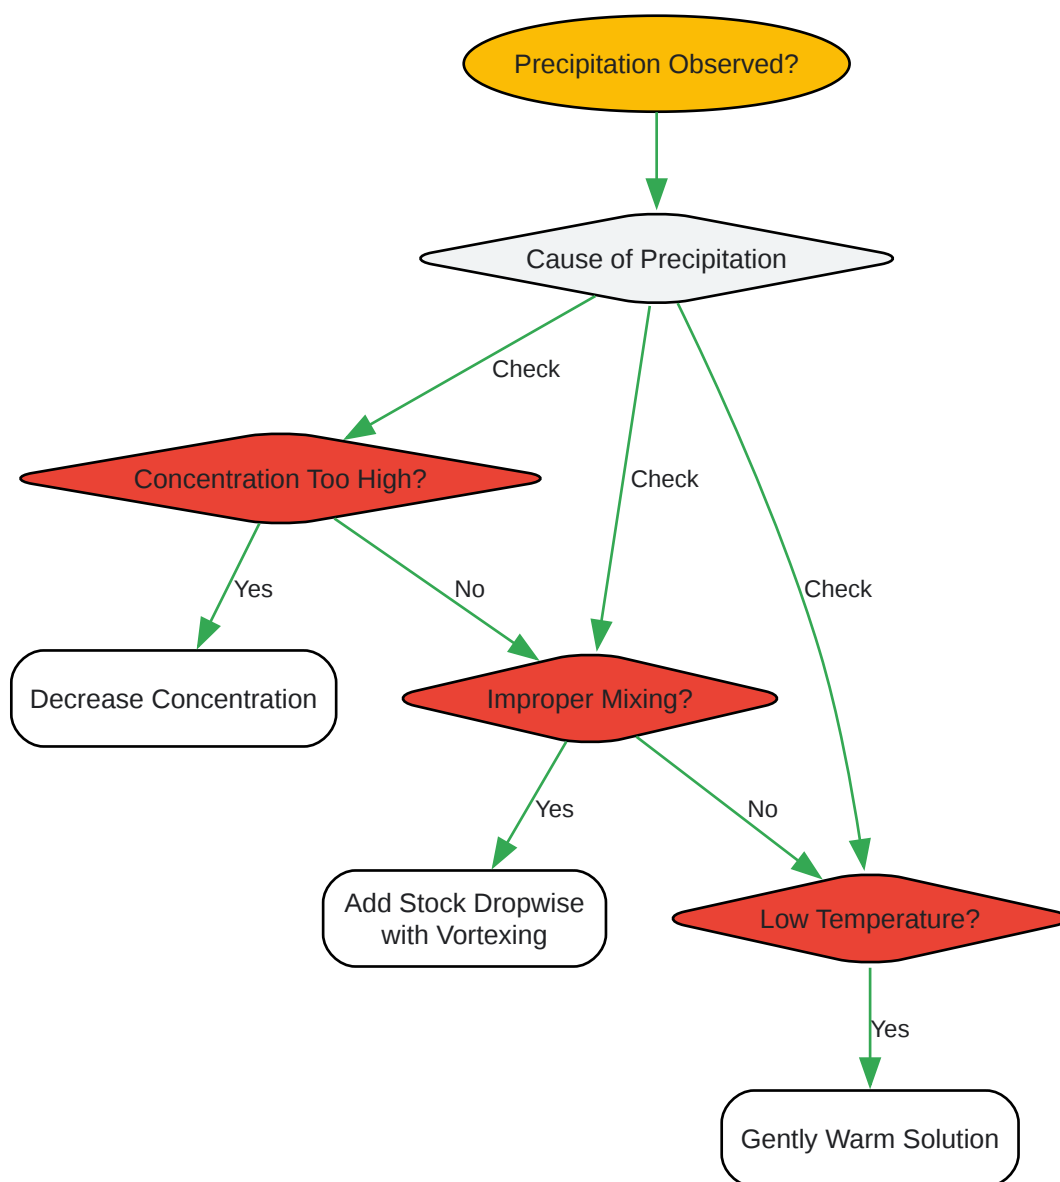 Precipitation Observed?
Cause of Precipitation
Check
Concentration Too High?
Check
Yes
No
Check
Decrease Concentration
Improper Mixing?
Yes
No
Add Stock Dropwise
with Vortexing
Low Temperature?
Yes
Gently Warm Solution